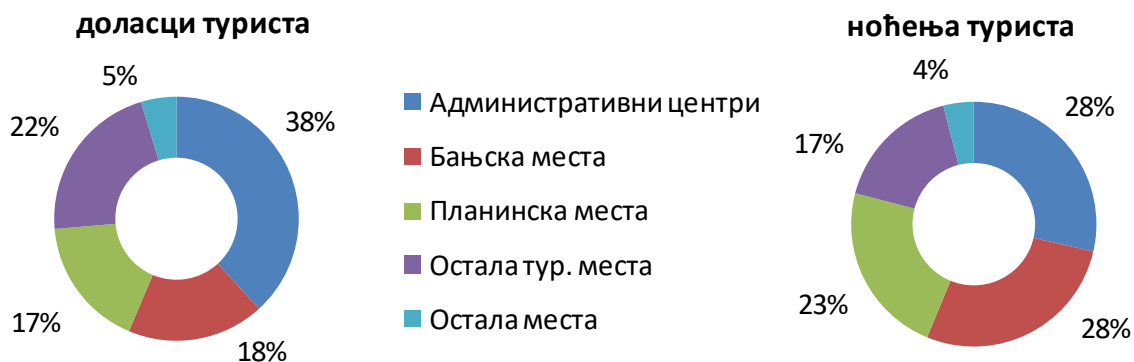 доласци туриста
5%
38%
22%
17%
18%
Административни центри
Бањска места
Планинска места
Остала тур. места
Остала места
ноћења туриста
4%
28%
17%
23%
28%